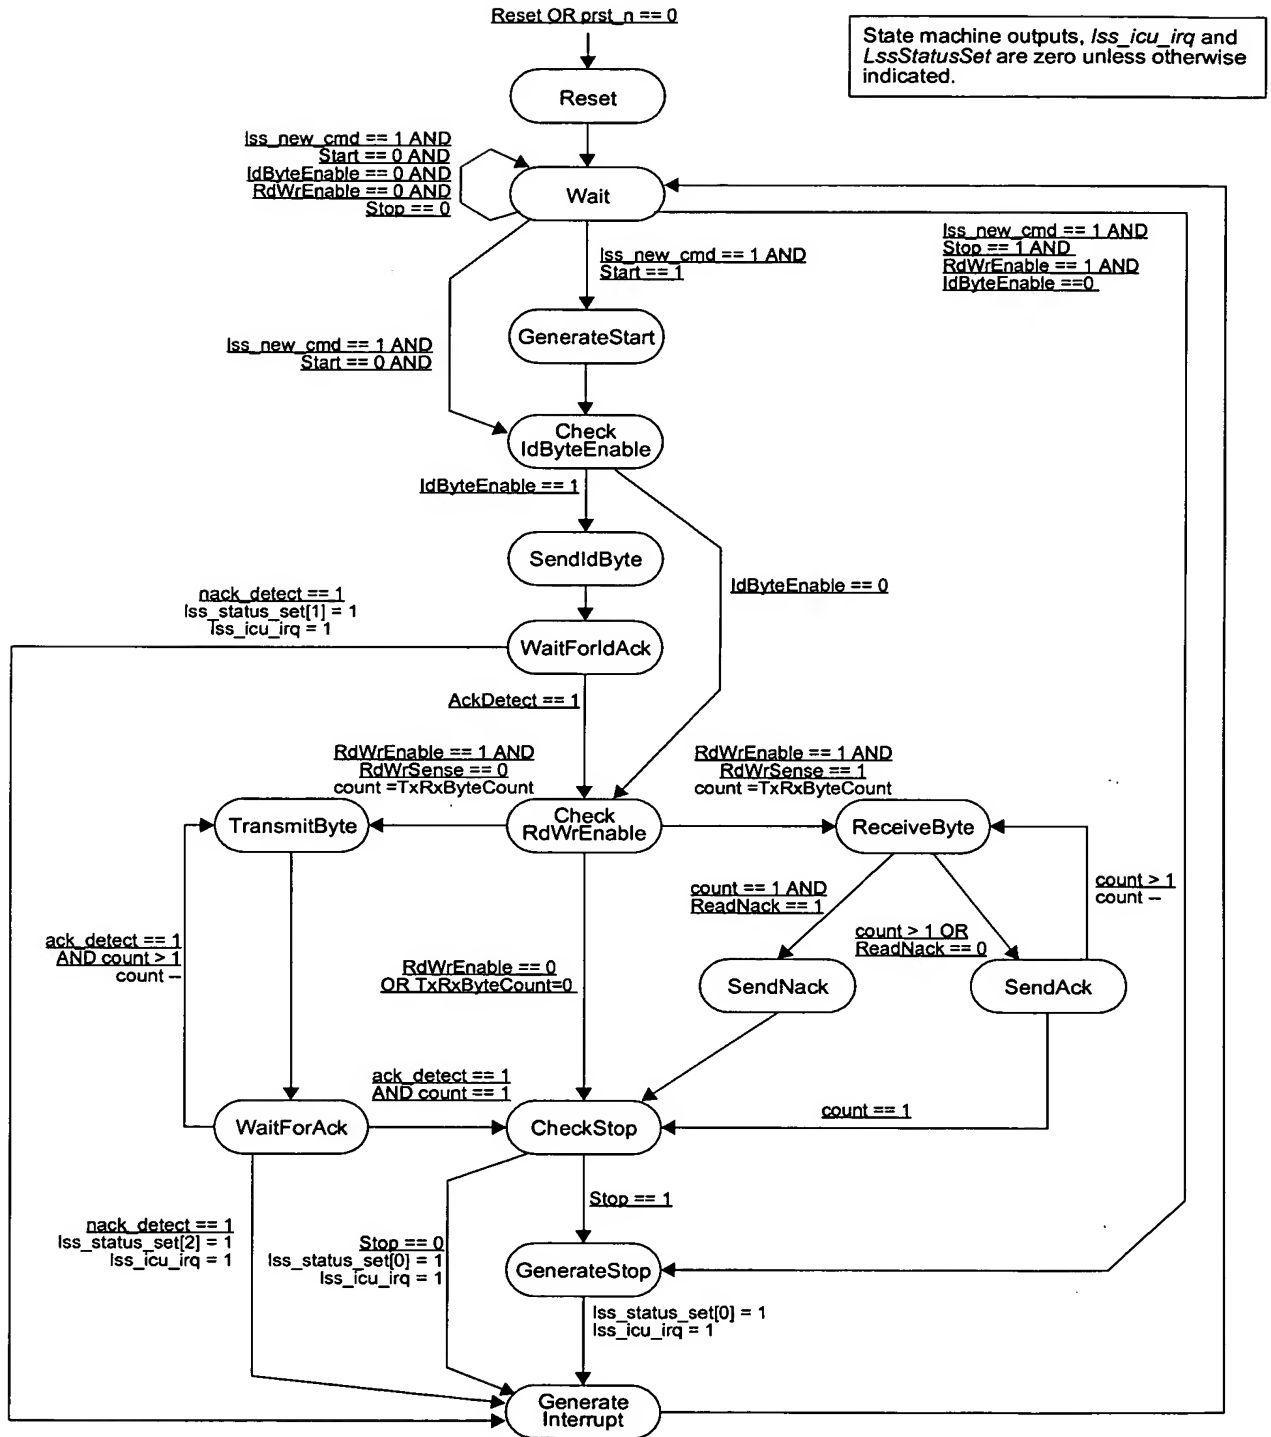 Reset OR prst_n == 0
State machine outputs, lss_icu_irq and
LssStatusSet are zero unless otherwise
indicated.
Reset
lss_new_cmd == 1 AND
Start == 0 AND
IdByteEnable == 0 AND
RdWrEnable == 0 AND
Stop == 0
Wait
lss_new_cmd == 1 AND
Start == 1
lss_new_cmd == 1 AND
Stop == 1 AND
RdWrEnable == 1 AND
IdByteEnable ==0
GenerateStart
lss_new_cmd == 1 AND
Start == 0 AND
Check
IdByteEnable
IdByteEnable == 1
SendIdByte
IdByteEnable == 0
nack_detect == 1
lss_status_set[1] = 1
lss_icu_irq = 1
WaitForIdAck
AckDetect == 1
RdWrEnable == 1 AND
RdWrSense == 0
count =TxRxByteCount
RdWrEnable == 1 AND
RdWrSense == 1
count =TxRxByteCount
TransmitByte
Check
RdWrEnable
ReceiveByte
count == 1 AND
ReadNack == 1
count > 1
count --
count > 1 OR
ReadNack == 0
ack_detect == 1
AND count > 1
count --
RdWrEnable == 0
OR TxRxByteCount=0
SendNack
SendAck
ack_detect == 1
AND count == 1
WaitForAck
CheckStop
count == 1
Stop == 1
nack_detect == 1
lss_status_set[2] = 1
lss_icu_irq = 1
Stop == 0
lss_status_set[0] = 1
lss_icu_irq = 1
GenerateStop
lss_status_set[0] = 1
lss_icu_irq = 1
Generate
Interrupt